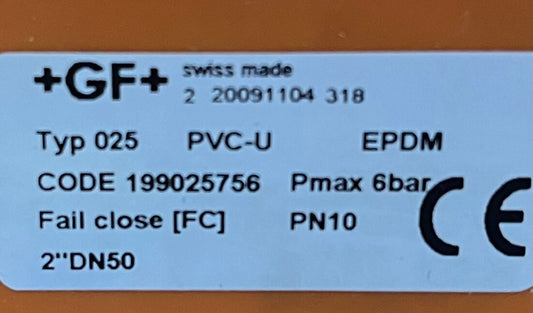 +GF+ swiss made
2 20091104 318
Typ 025 PVC-U EPDM
CODE 199025756 Pmax 6bar
Fail close [FC] PN10 CE
2"DN50